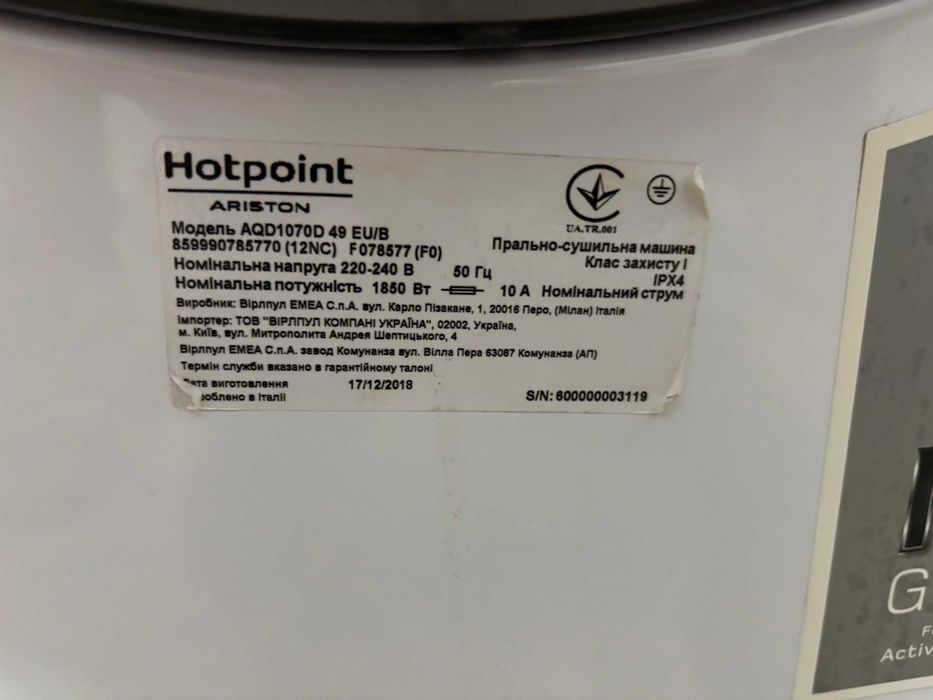 Hotpoint
ARISTON
UA.TR.001
Модель AQD1070D 49 EU/B
859990785770 (12NC) F078577 (F0)
Прально-сушильна машина
Номінальна напруга 220-240 В 50 Гц
Клас захисту I
IPX4
Номінальна потужність 1850 Вт 10 А Номінальний струм
Виробник: Вірлпул ЕМЕА С.п.А. вул. Карло Пізакане, 1, 20016 Перо, (Мілан) Італія
Імпортер: ТОВ "ВІРЛПУЛ КОМПАНІ УКРАЇНА", 02002, Україна,
м. Київ, вул. Митрополита Андрея Шептицького, 4
Вірлпул ЕМЕА С.п.А. завод Комунанза вул. Вілла Пера 63087 Комунанза (АП)
Термін служби вказано в гарантійному талоні
ата виготовлення 17/12/2018
роблено в Італії
S/N: 600000003119
G
Activ